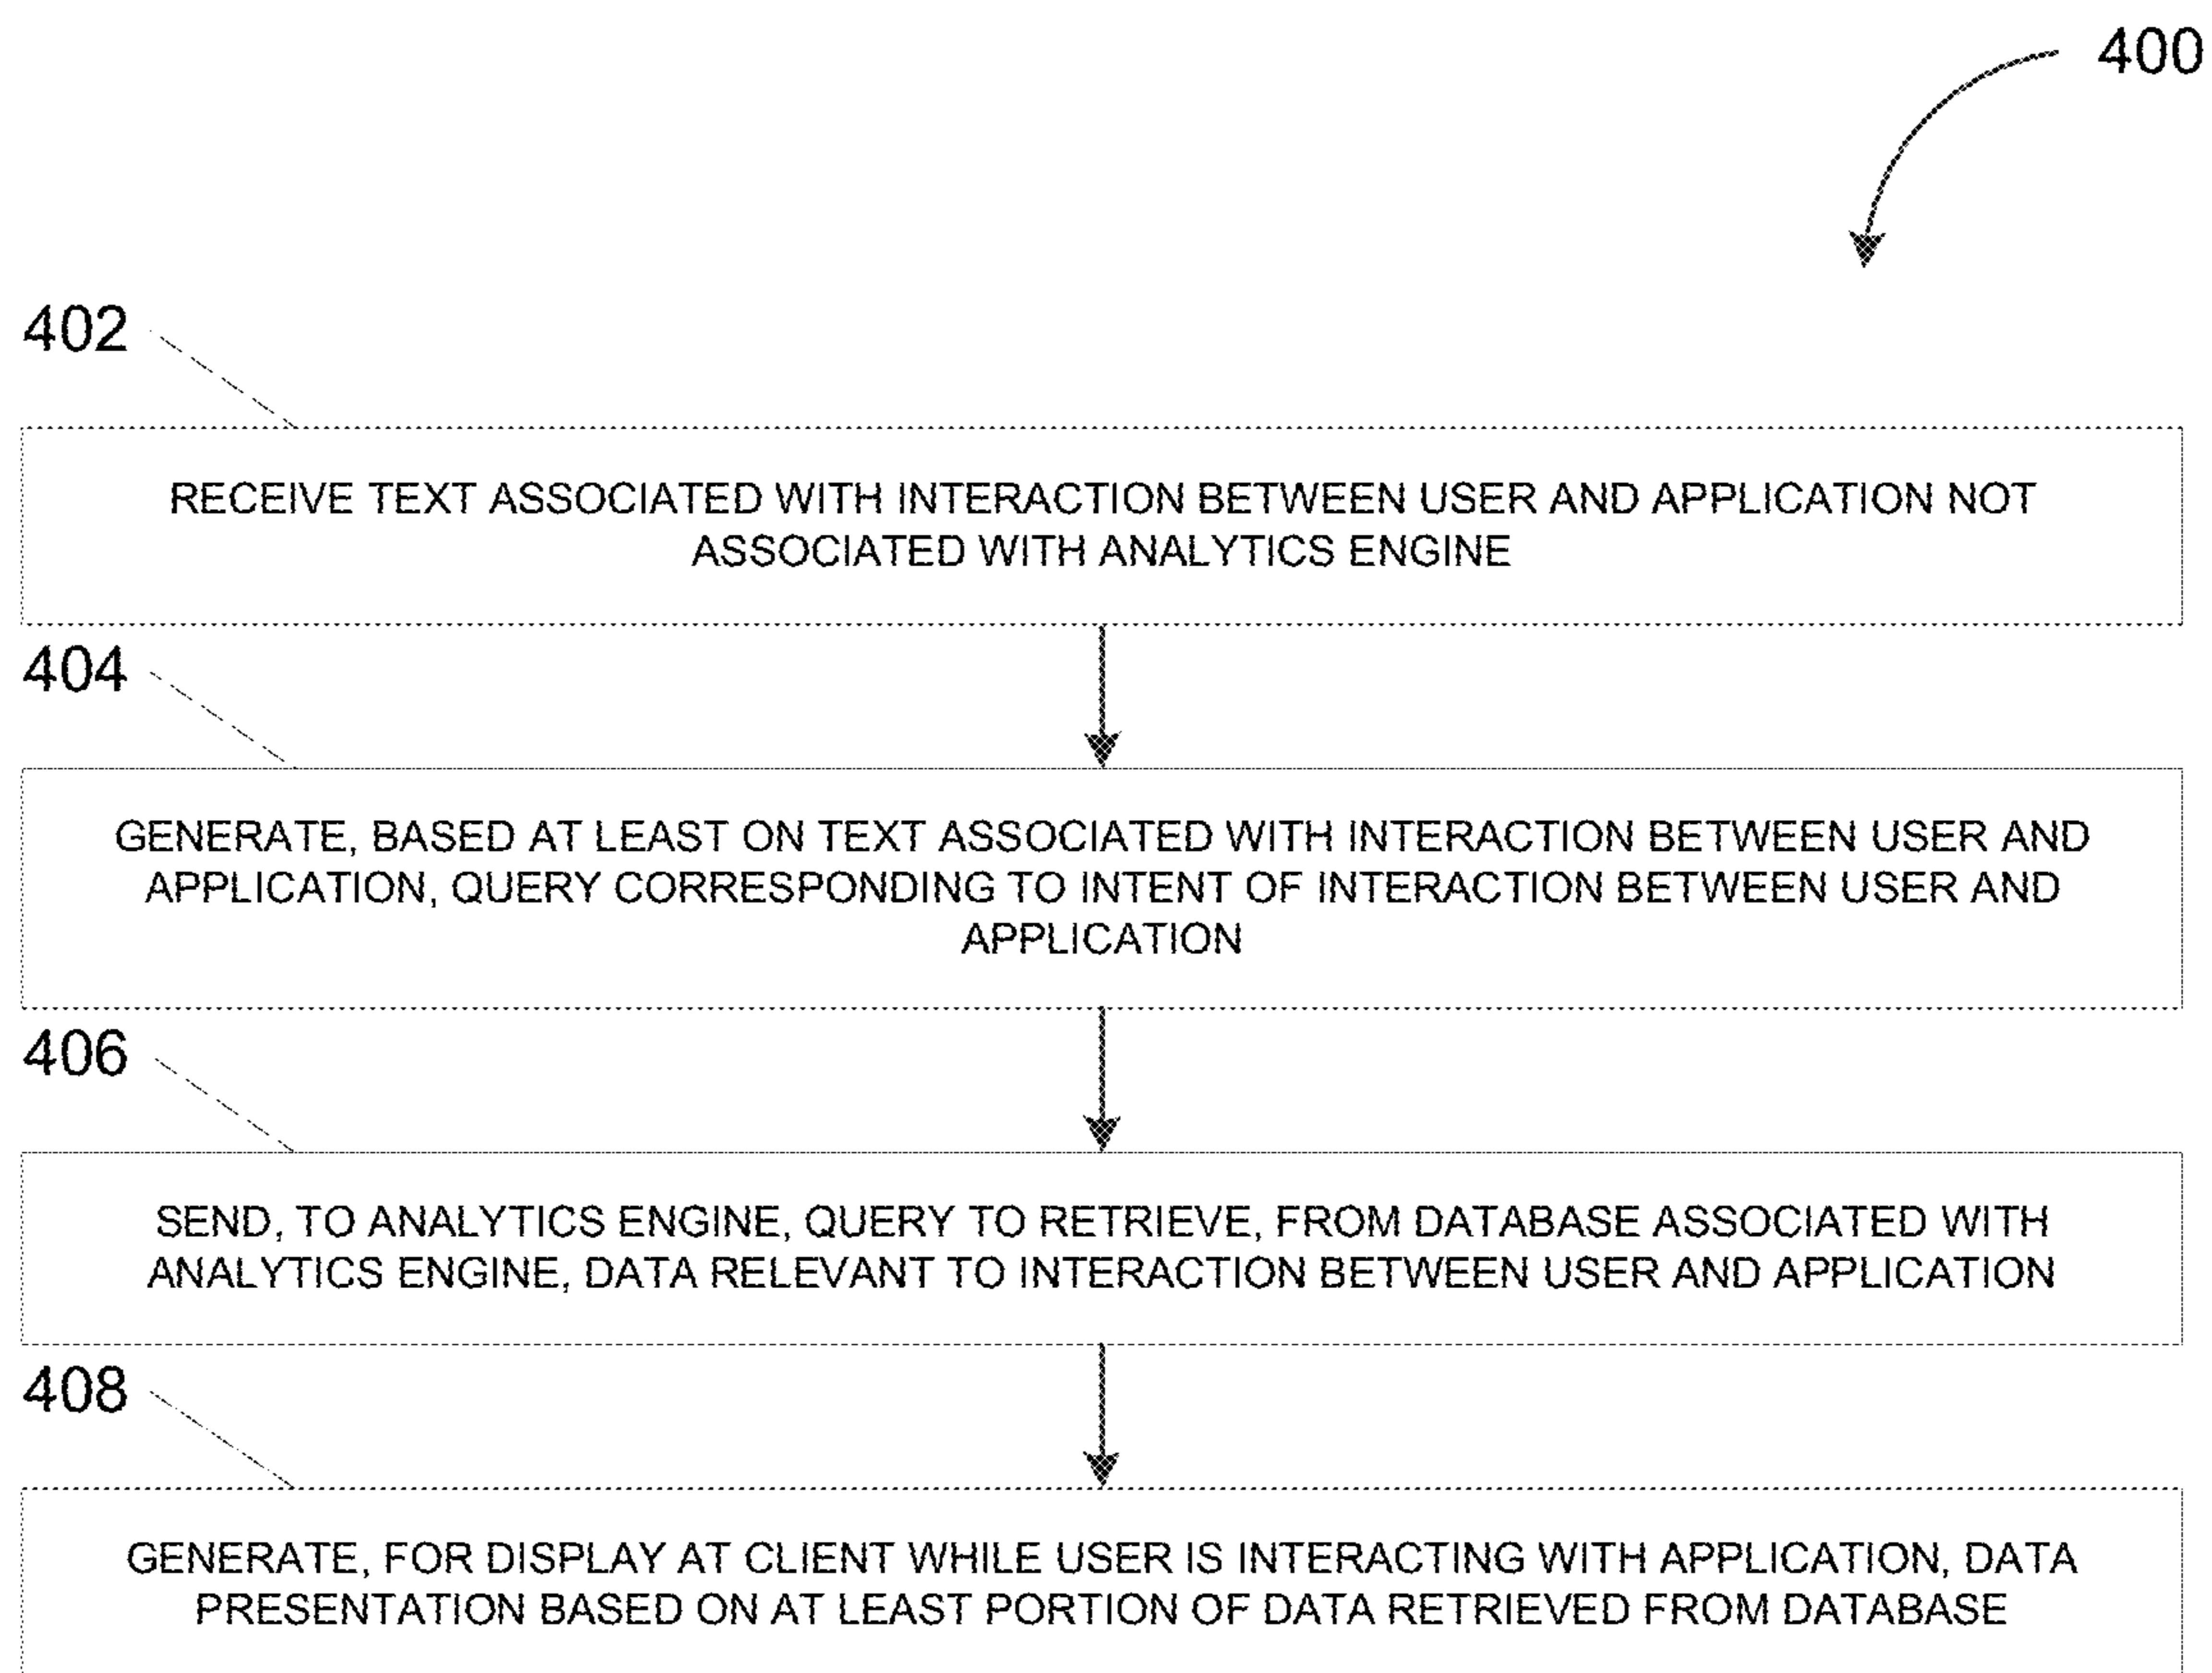 400
402
RECEIVE TEXT ASSOCIATED WITH INTERACTION BETWEEN USER AND APPLICATION NOT
ASSOCIATED WITH ANALYTICS ENGINE
404
GENERATE, BASED AT LEAST ON TEXT ASSOCIATED WITH INTERACTION BETWEEN USER AND
APPLICATION, QUERY CORRESPONDING TO INTENT OF INTERACTION BETWEEN USER AND
APPLICATION
406
SEND, TO ANALYTICS ENGINE, QUERY TO RETRIEVE, FROM DATABASE ASSOCIATED WITH
ANALYTICS ENGINE, DATA RELEVANT TO INTERACTION BETWEEN USER AND APPLICATION
408
GENERATE, FOR DISPLAY AT CLIENT WHILE USER IS INTERACTING WITH APPLICATION, DATA
PRESENTATION BASED ON AT LEAST PORTION OF DATA RETRIEVED FROM DATABASE